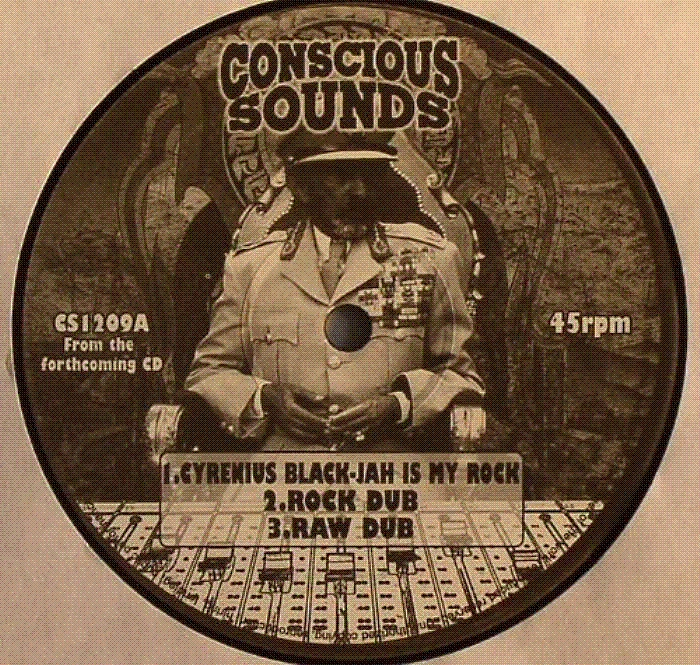 CONSCIOUS
SOUNDS
CS1209A
From the
forthcoming CD
45rpm
1.CYRENIUS BLACK-JAH IS MY ROCK
2.ROCK DUB
3.RAW DUB